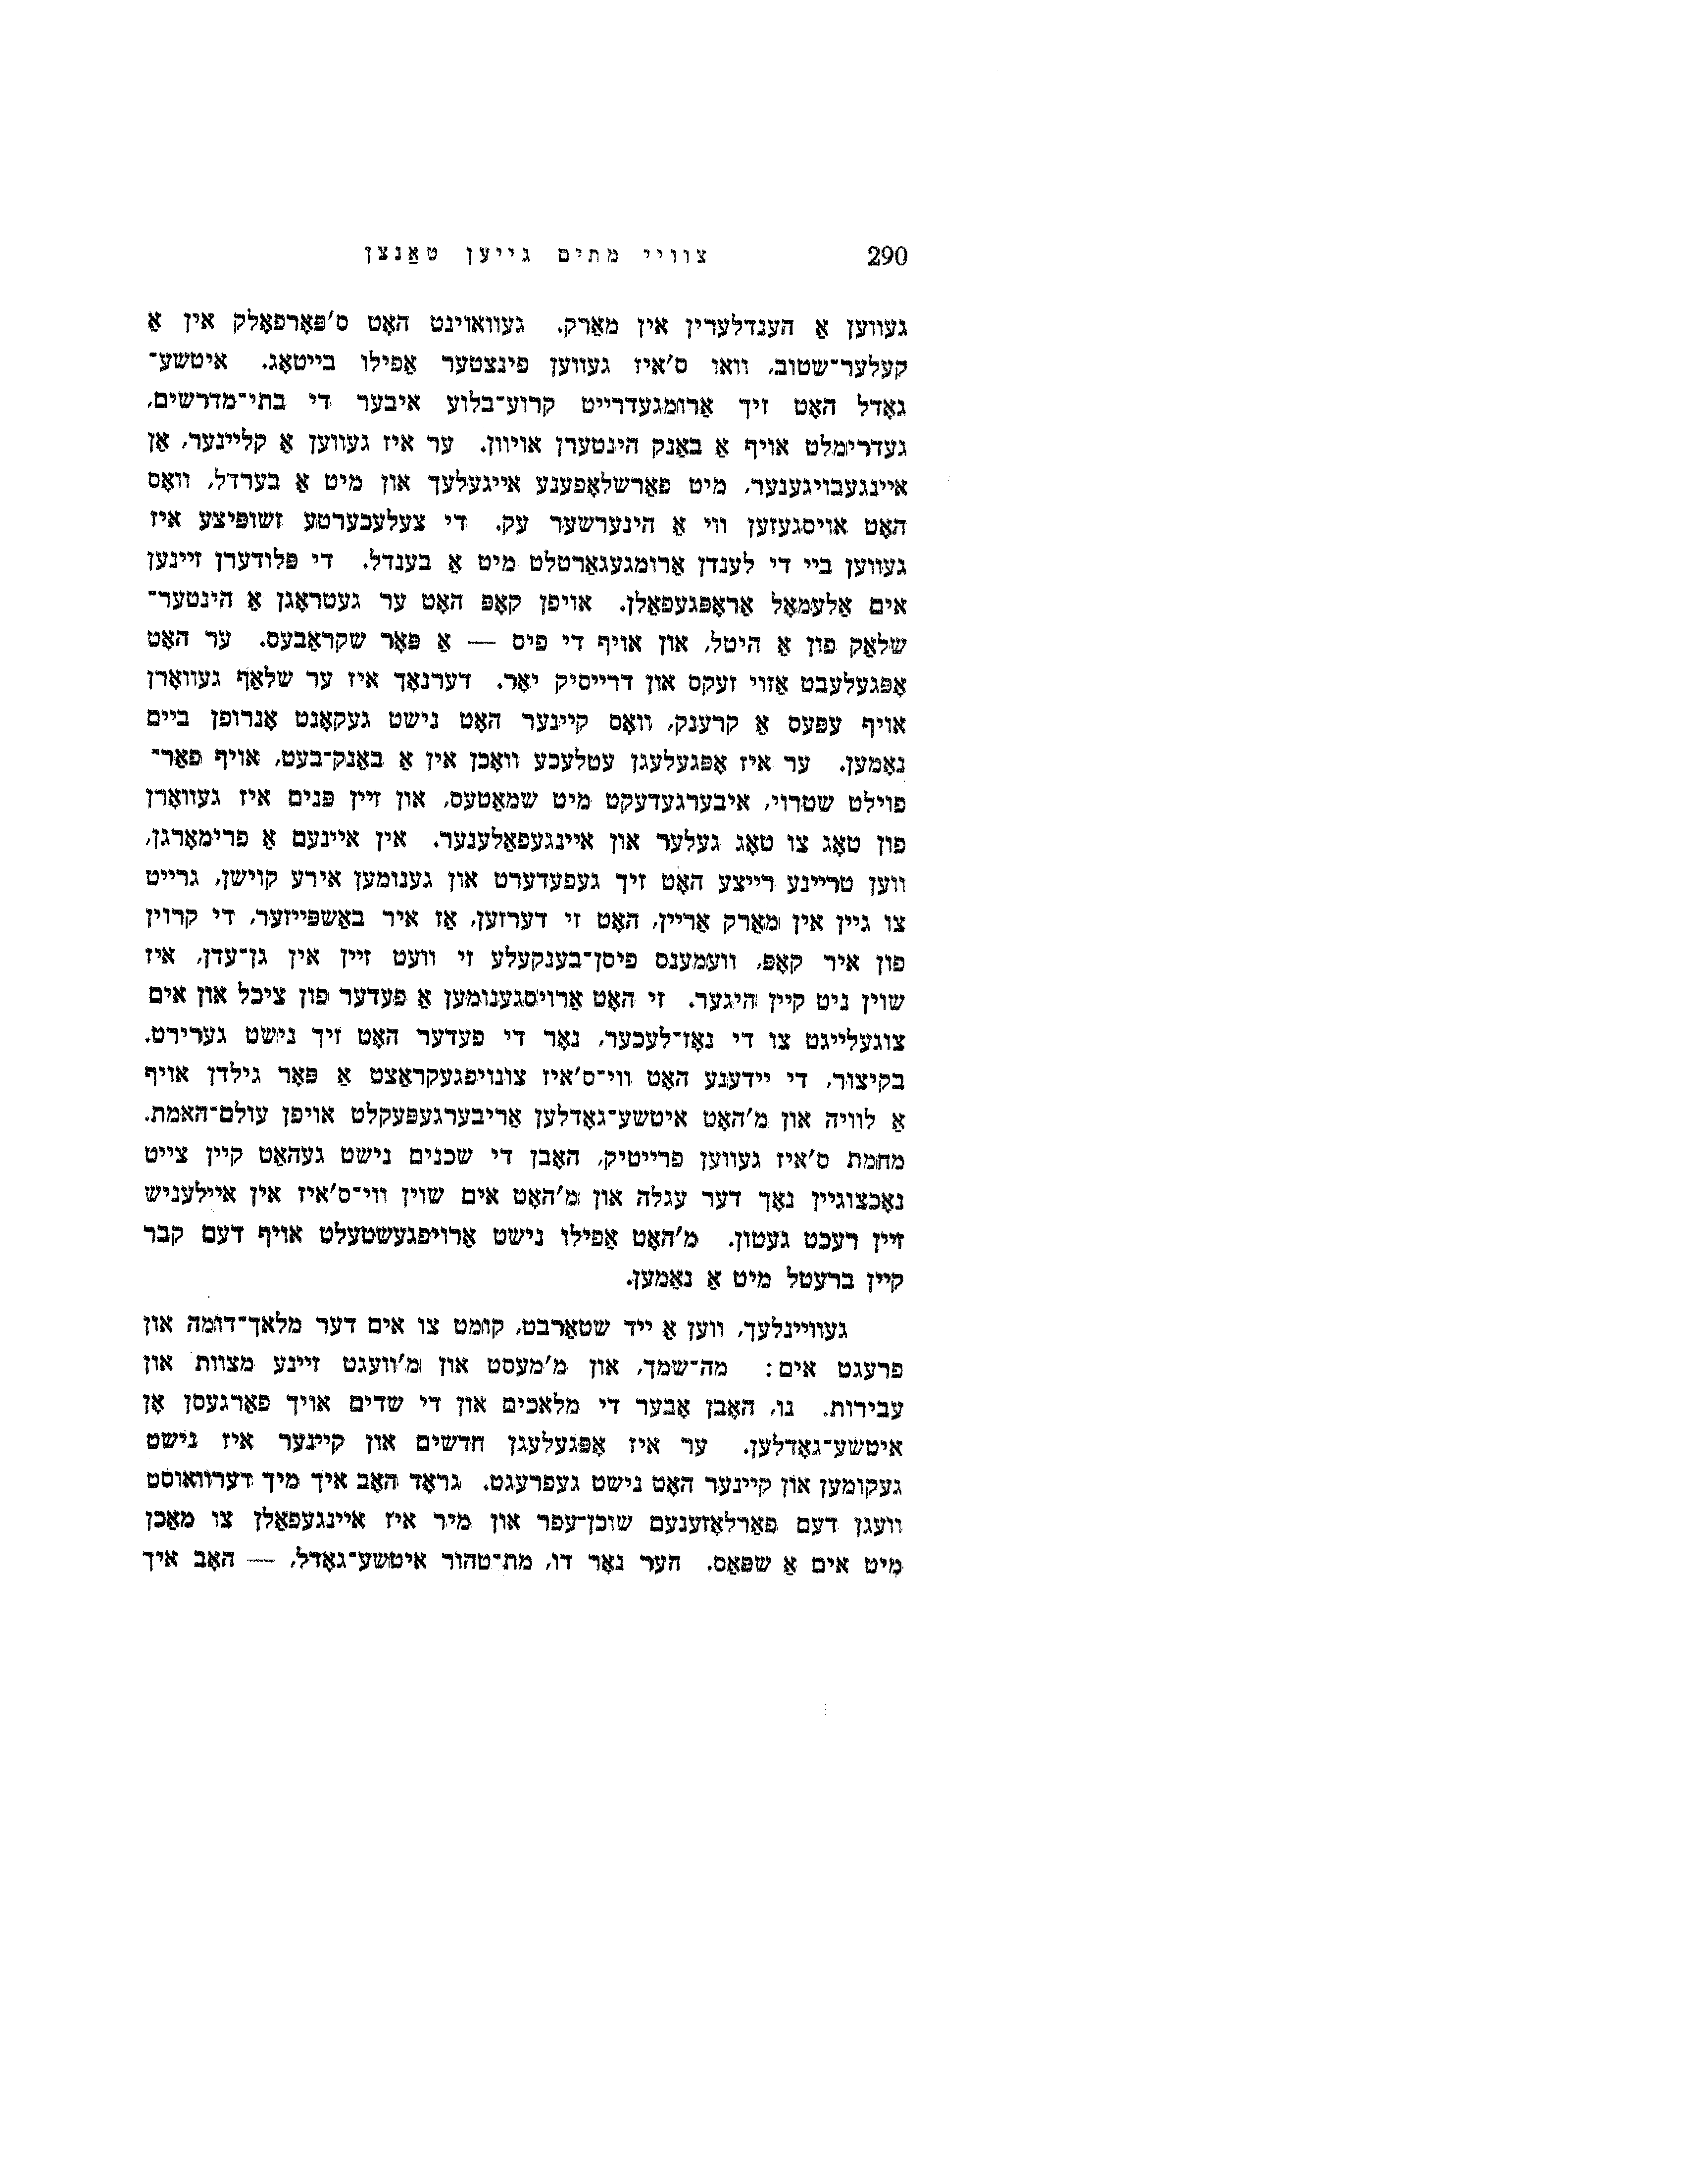 290 צוויי מתים גייען טאַנצן
געווען אַ הענדלערין אין מאַרק. געוואוינט האָט ס'פּאָרפאָלק אין אַ
קעלער־שטוב, וואו ס'איז געווען פינצטער אַפילו בייטאָג. איטשע־
גאָדל האָט זיך אַרומגעדרייט קרוע־בלוע איבער די בתי־מדרשים,
געדרימלט אויף אַ באַנק הינטערן אויוון. ער איז געווען אַ קליינער, אַן
איינגעבויגענער, מיט פאַרשלאָפענע אייגעלעך און מיט אַ בערדל, וואָס
האָט אויסגעזען ווי אַ הינערשער עק. די צעלעכערטע זשופּיצע איז
געווען ביי די לענדן אַרומגעגאַרטלט מיט אַ בענדל. די פּלודערן זיינען
אים אַלעמאָל אַראָפּגעפאַלן. אויפן קאָפּ האָט ער געטראָגן אַ הינטער־
שלאַק פון אַ היטל, און אויף די פיס — אַ פּאָר שקראַבעס. ער האָט
אָפּגעלעבט אַזוי זעקס און דרייסיק יאָר. דערנאָך איז ער שלאַף געוואָרן
אויף עפּעס אַ קרענק, וואָס קיינער האָט נישט געקאָנט אָנרופן ביים
נאָמען. ער איז אָפּגעלעגן עטלעכע וואָכן אין אַ באַנק־בעט, אויף פאַר־
פוילט שטרוי, איבערגעדעקט מיט שמאַטעס, און זיין פּנים איז געוואָרן
פון טאָג צו טאָג געלער און איינגעפאַלענער. אין איינעם אַ פרימאָרגן,
ווען טריינע רייצע האָט זיך געפעדערט און גענומען אירע קוישן, גרייט
צו גיין אין מאַרק אַריין, האָט זי דערזען, אַז איר באַשפּייזער, די קרוין
פון איר קאָפּ, וועמענס פיסן־בענקעלע זי וועט זיין אין גן־עדן, איז
שוין ניט קיין היגער. זי האָט אַרויסגענומען אַ פעדער פון ציכל און אים
צוגעלייגט צו די נאָז־לעכער, נאָר די פעדער האָט זיך נישט גערירט.
בקיצור, די יידענע האָט ווי־ס'איז צונויפגעקראַצט אַ פּאָר גילדן אויף
אַ לוויה און מ'האָט איטשע־גאָדלען אַריבערגעפּעקלט אויפן עולם־האמת.
מחמת ס'איז געווען פרייטיק, האָבן די שכנים נישט געהאַט קיין צייט
נאָכצוגיין נאָך דער עגלה און מ'האָט אים שוין ווי־ס'איז אין איילעניש
זיין רעכט געטון. מ'האָט אַפילו נישט אַרויפגעשטעלט אויף דעם קבר
קיין ברעטל מיט אַ נאַמען.
געוויינלעך, ווען אַ ייד שטאַרבט, קומט צו אים דער מלאך־דומה און
פרעגט אים: מה־שמך, און מ'מעסט און מ'וועגט זיינע מצוות און
עבירות. נו, האָבן אָבער די מלאכים און די שדים אויך פאַרגעסן אָן
איטשע־גאָדלען. ער איז אָפּגעלעגן חדשים און קיינער איז נישט
געקומען און קיינער האָט נישט געפרעגט. גראָד האָב איך מיך דערוואוסט
וועגן דעם פאַרלאָזענעם שוכן־עפר און מיר איז איינגעפאַלן צו מאַכן
מיט אים אַ שפּאַס. הער נאָר דו, מת־טהור איטשע־גאָדל, — האָב איך